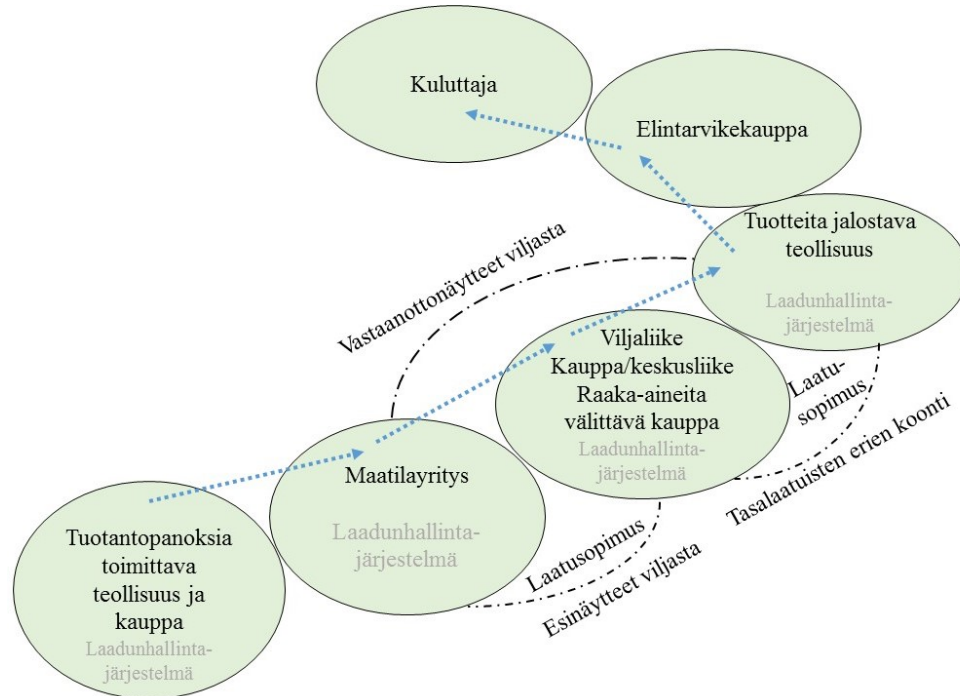 Kuluttaja
Elintarvikekauppa
Tuotteita jalostava
teollisuus
Laadunhallinta-
järjestelmä
Vastaanottonäytteet viljasta
Viljaliike
Kauppa/keskusliike
Raaka-aineita
välittävä kauppa
Laadunhallinta-
järjestelmä
Laatu-
sopimus
Tasalaatuisten erien koonti
Maatilayritys
Laadunhallinta-
järjestelmä
Laatusopimus
Esinäytteet viljasta
Tuotantopanoksia
toimittava
teollisuus ja
kauppa
Laadunhallinta-
järjestelmä